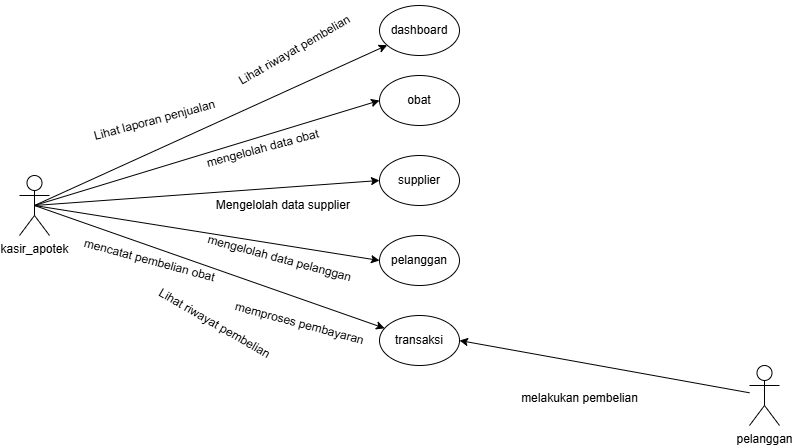 dashboard
Lihat riwayat pembelian
obat
Lihat laporan penjualan
mengelolah data obat
supplier
Mengelolah data supplier
kasir_apotek
mengelolah data pelanggan
pelanggan
mencatat pembelian obat
Lihat riwayat pembelian
memproses pembayaran
transaksi
melakukan pembelian
pelanggan